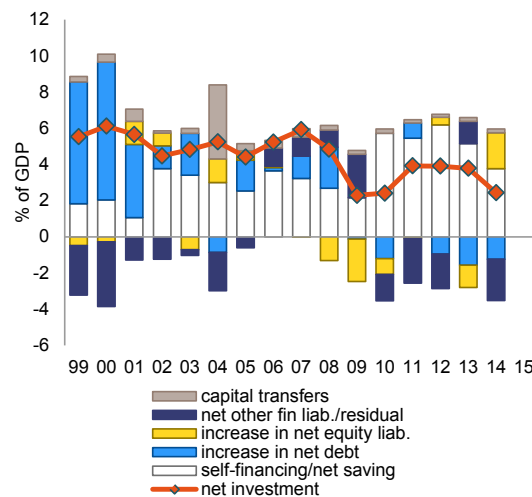 % of GDP
12
10
8
6
4
2
0
-2
-4
-6
99 00 01 02 03 04 05 06 07 08 09 10 11 12 13 14 15
capital transfers
net other fin liab./residual
increase in net equity liab.
increase in net debt
self-financing/net saving
net investment